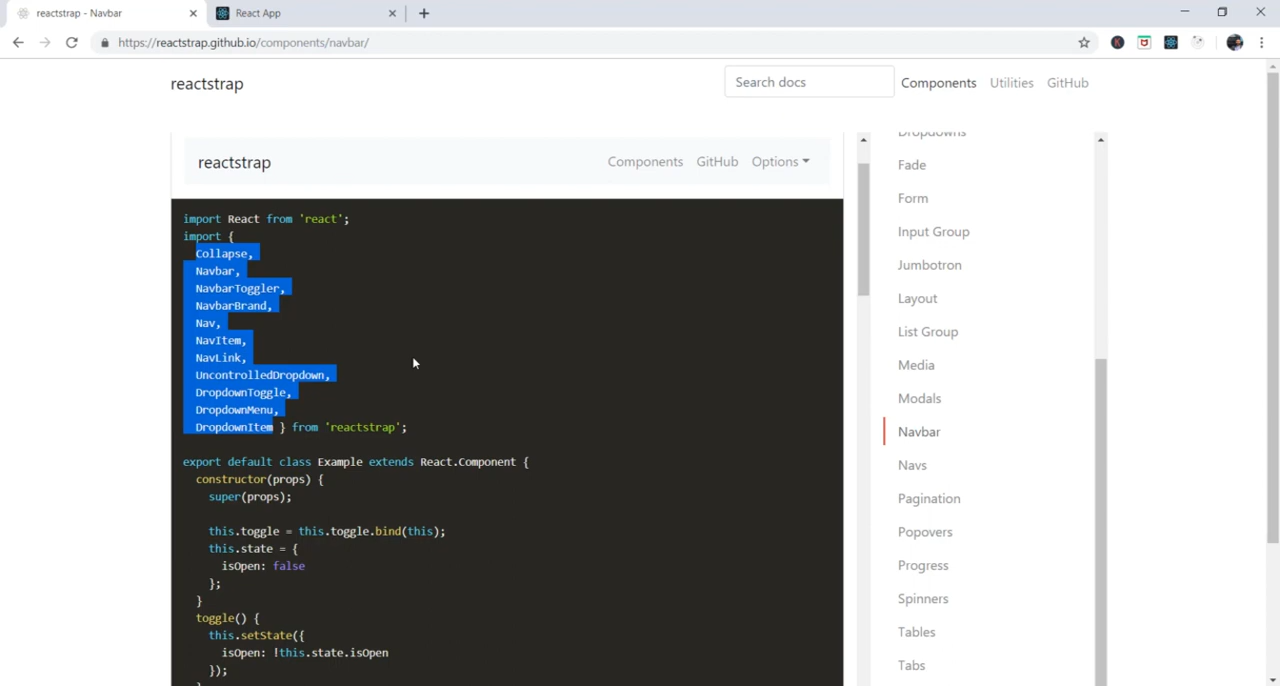 reactstrap - Navbar
React App
https://reactstrap.github.io/components/navbar/
reactstrap
Search docs
Components
Utilities
GitHub
reactstrap
Components
GitHub
Options
import React from 'react';
import {
Collapse,
Navbar,
NavbarToggler,
NavbarBrand,
Nav,
NavItem,
NavLink,
UncontrolledDropdown,
DropdownToggle,
DropdownMenu,
DropdownItem } from 'reactstrap';
export default class Example extends React.Component {
constructor(props) {
super(props);
this.toggle = this.toggle.bind(this);
this.state = {
isOpen: false
};
}
toggle() {
this.setState({
isOpen: !this.state.isOpen
});
Dropdowns
Fade
Form
Input Group
Jumbotron
Layout
List Group
Media
Modals
Navbar
Navs
Pagination
Popovers
Progress
Spinners
Tables
Tabs